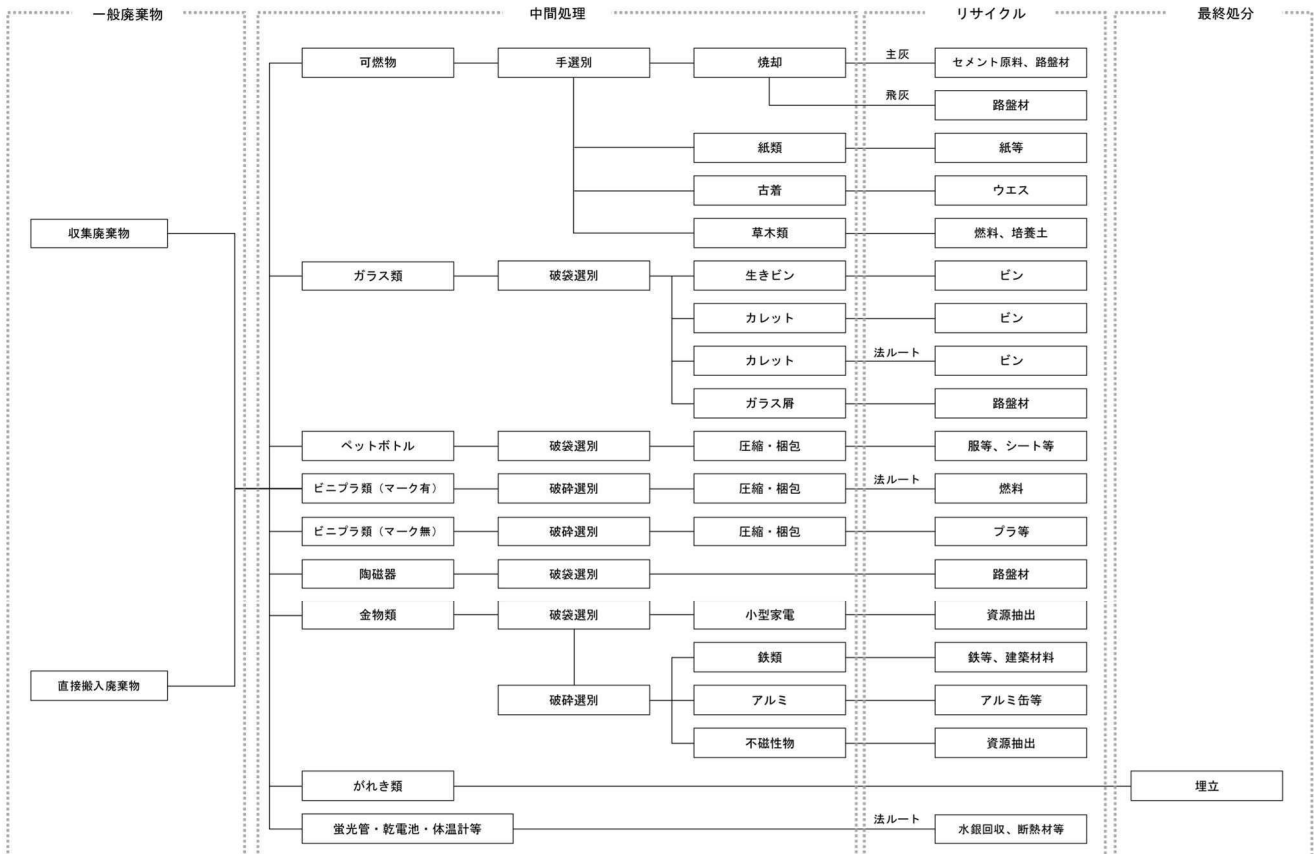 一般廃棄物
中間処理
リサイクル
最終処分
可燃物
手選別
焼却
主灰
セメント原料、路盤材
飛灰
路盤材
紙類
紙等
古着
ウエス
収集廃棄物
草木類
燃料、培養土
ガラス類
破袋選別
生きビン
ビン
カレット
ビン
カレット
法ルート
ビン
ガラス屑
路盤材
ペットボトル
破袋選別
圧縮・梱包
服等、シート等
ビニプラ類（マーク有）
破砕選別
圧縮・梱包
法ルート
燃料
ビニプラ類（マーク無）
破砕選別
圧縮・梱包
プラ等
陶磁器
破袋選別
路盤材
金物類
破袋選別
小型家電
資源抽出
鉄類
鉄等、建築材料
直接搬入廃棄物
破砕選別
アルミ
アルミ缶等
不磁性物
資源抽出
がれき類
埋立
蛍光管・乾電池・体温計等
法ルート
水銀回収、断熱材等